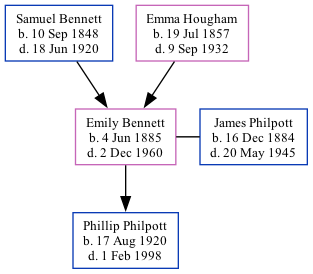 Samuel Bennett
b. 10 Sep 1848
d. 18 Jun 1920
Emma Hougham
b. 19 Jul 1857
d. 9 Sep 1932
Emily Bennett
b. 4 Jun 1885
d. 2 Dec 1960
James Philpott
b. 16 Dec 1884
d. 20 May 1945
Phillip Philpott
b. 17 Aug 1920
d. 1 Feb 1998